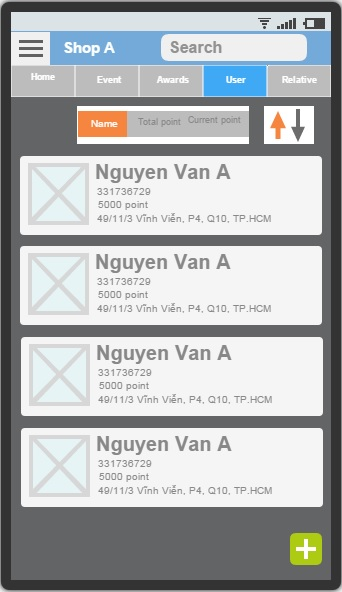 Shop A Search
Home Event Awards User Relative
Name Total point Current point
Nguyen Van A
331736729
5000 point
49/11/3 Vĩnh Viễn, P4, Q10, TP.HCM
Nguyen Van A
331736729
5000 point
49/11/3 Vĩnh Viễn, P4, Q10, TP.HCM
Nguyen Van A
331736729
5000 point
49/11/3 Vĩnh Viễn, P4, Q10, TP.HCM
Nguyen Van A
331736729
5000 point
49/11/3 Vĩnh Viễn, P4, Q10, TP.HCM